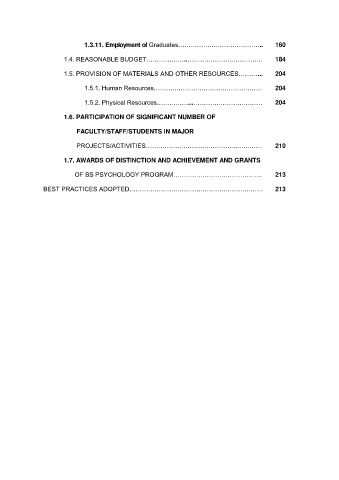 1.3.11. Employment of Graduates……………………………………... 160
1.4. REASONABLE BUDGET………………...………………………………… 184
1.5. PROVISION OF MATERIALS AND OTHER RESOURCES………... 204
1.5.1. Human Resources………………………………………………… 204
1.5.2. Physical Resources……………....……………………………… 204
1.6. PARTICIPATION OF SIGNIFICANT NUMBER OF
FACULTY/STAFF/STUDENTS IN MAJOR
PROJECTS/ACTIVITIES…………………………………………………… 210
1.7. AWARDS OF DISTINCTION AND ACHIEVEMENT AND GRANTS
OF BS PSYCHOLOGY PROGRAM……………………………………….. 213
BEST PRACTICES ADOPTED…………………………………………………………… 213